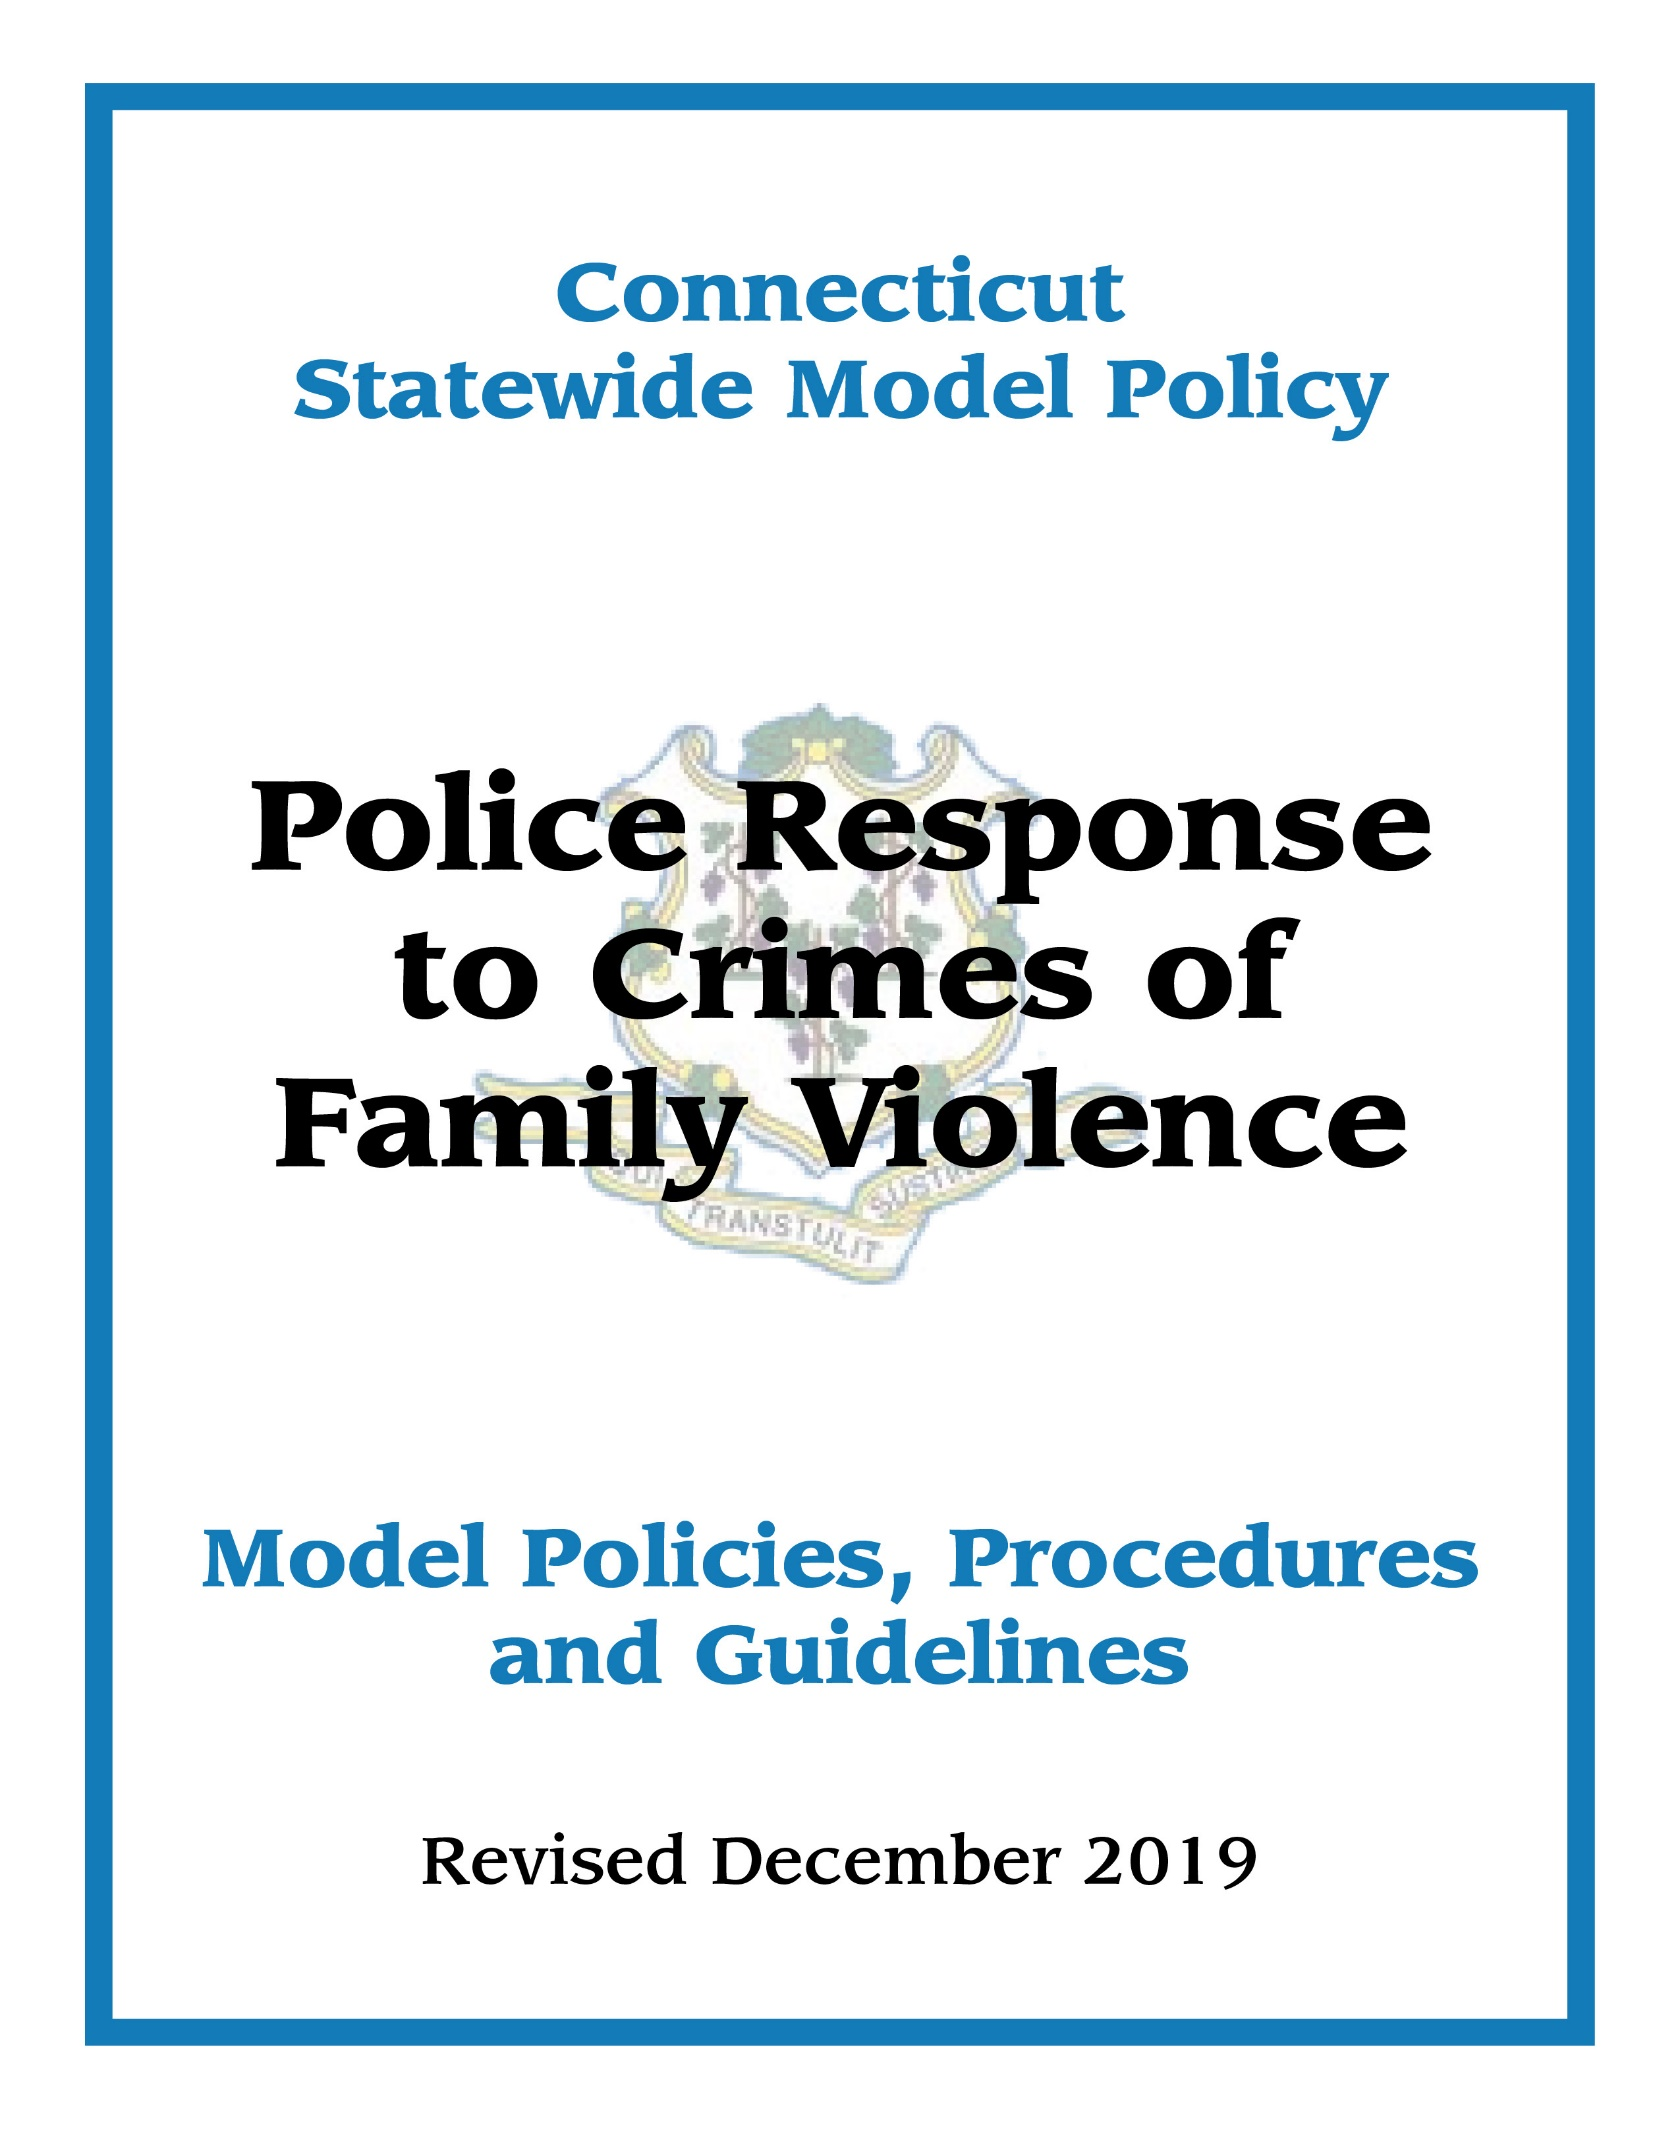 Connecticut
Statewide Model Policy
Police Response
to Crimes of
Family Violence
TRANSTULIT
Model Policies, Procedures
and Guidelines
Revised December 2019